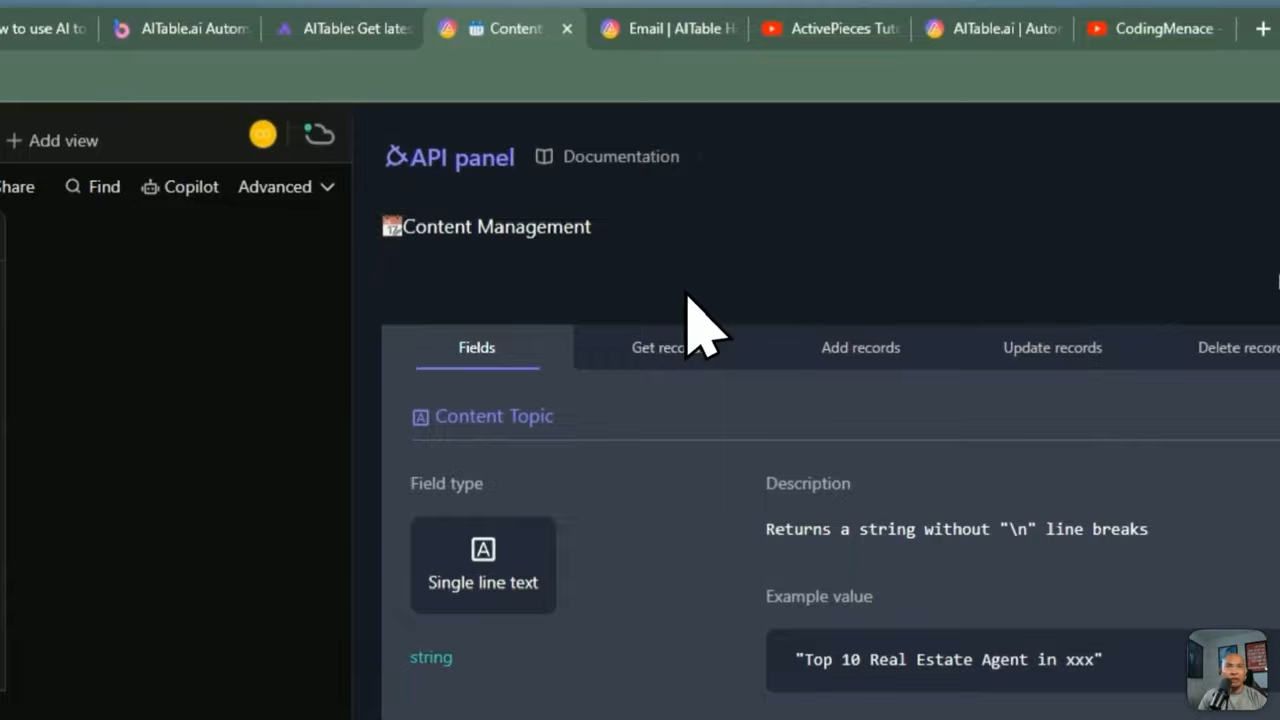 w to use AI to
AITable.ai Autom
AITable: Get lates
Content
Email | AITable H
ActivePieces Tuto
AITable.ai | Autor
CodingMenace -
Add view
Share
Find
Copilot
Advanced
API panel
Documentation
Content Management
Fields
Get reco
Add records
Update records
Delete record
Content Topic
Field type
Description
Returns a string without "\n" line breaks
Single line text
Example value
string
"Top 10 Real Estate Agent in xxx"